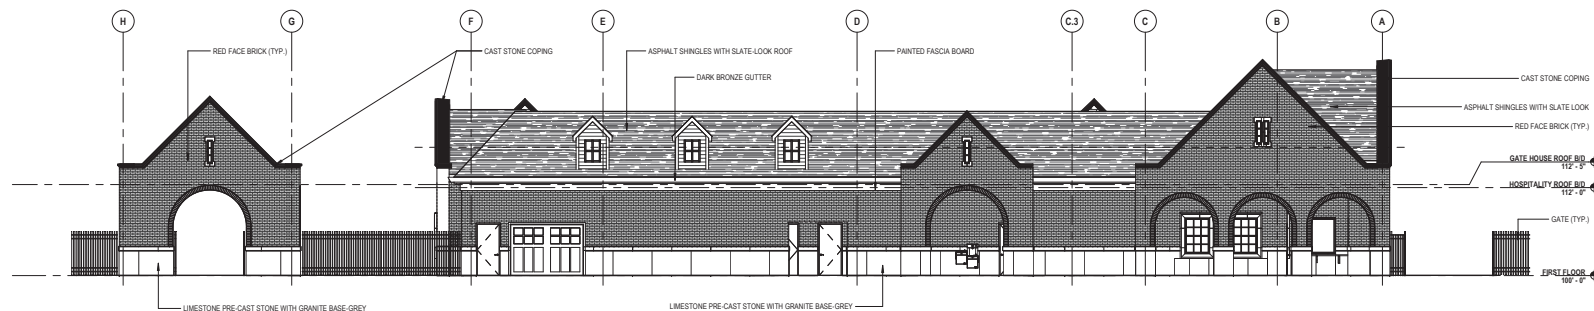 H
G
F
E
D
C.3
C
B
A
RED FACE BRICK (TYP.)
CAST STONE COPING
ASPHALT SHINGLES WITH SLATE-LOOK ROOF
PAINTED FASCIA BOARD
DARK BRONZE GUTTER
CAST STONE COPING
ASPHALT SHINGLES WITH SLATE LOOK
RED FACE BRICK (TYP.)
GATE HOUSE ROOF B/D
112' - 5"
HOSPITALITY ROOF B/D
112' - 0"
GATE (TYP.)
FIRST FLOOR
100' - 0"
LIMESTONE PRE-CAST STONE WITH GRANITE BASE-GREY
LIMESTONE PRE-CAST STONE WITH GRANITE BASE-GREY